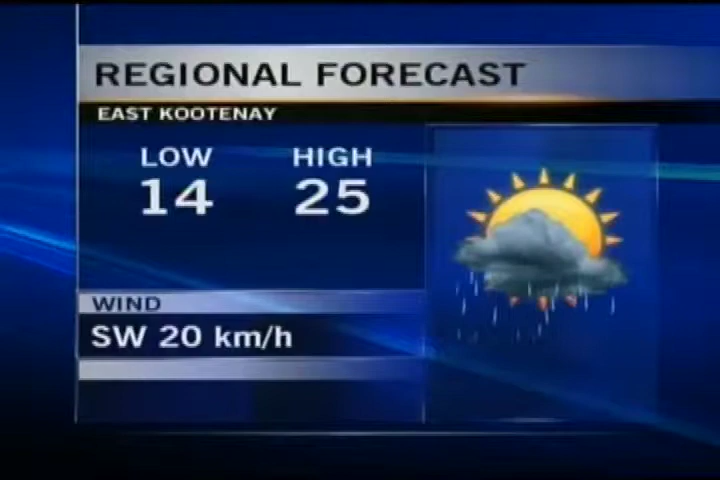 REGIONAL FORECAST
EAST KOOTENAY
LOW HIGH
14 25
WIND
SW 20 km/h